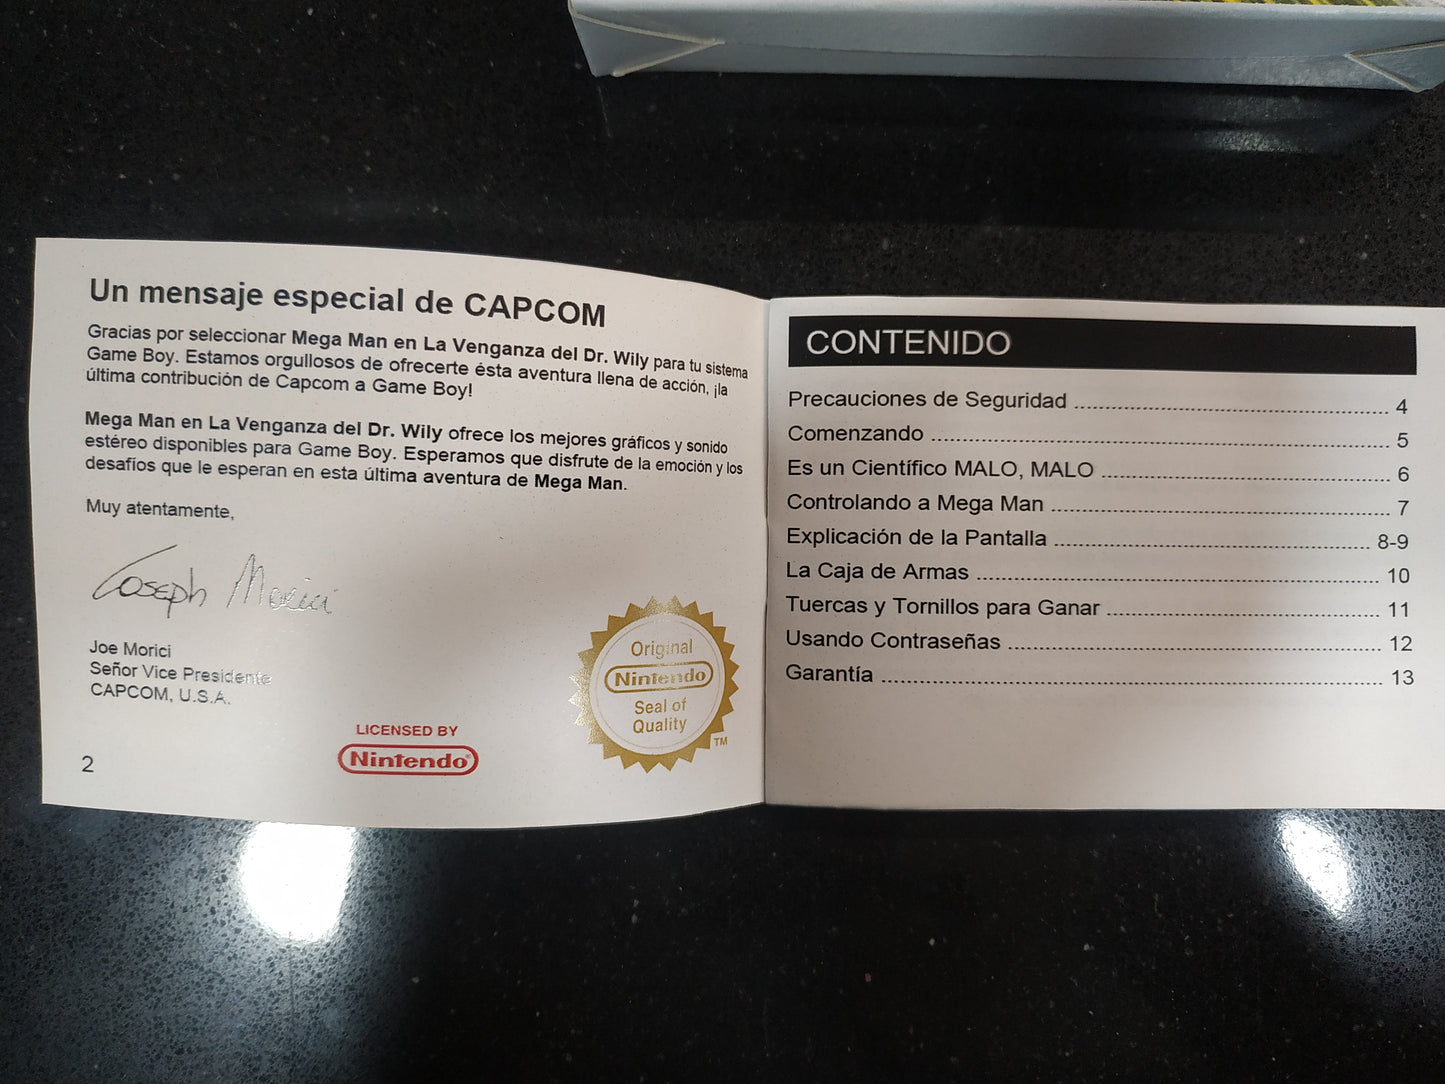 Un mensaje especial de CAPCOM
Gracias por seleccionar Mega Man en La Venganza del Dr. Wily para tu sistema
Game Boy. Estamos orgullosos de ofrecerte ésta aventura llena de acción, ¡la
última contribución de Capcom a Game Boy!
Mega Man en La Venganza del Dr. Wily ofrece los mejores gráficos y sonido
estéreo disponibles para Game Boy. Esperamos que disfrute de la emoción y los
desafíos que le esperan en esta última aventura de Mega Man.
Muy atentamente,
Joseph Morici
Joe Morici
Señor Vice Presidente
CAPCOM, U.S.A.
LICENSED BY
Nintendo®
Original
Nintendo
Seal of
Quality
TM
2
CONTENIDO
Precauciones de Seguridad ........ 4
Comenzando ........ 5
Es un Científico MALO, MALO ........ 6
Controlando a Mega Man ........ 7
Explicación de la Pantalla ........ 8-9
La Caja de Armas ........ 10
Tuercas y Tornillos para Ganar ........ 11
Usando Contraseñas ........ 12
Garantía ........ 13